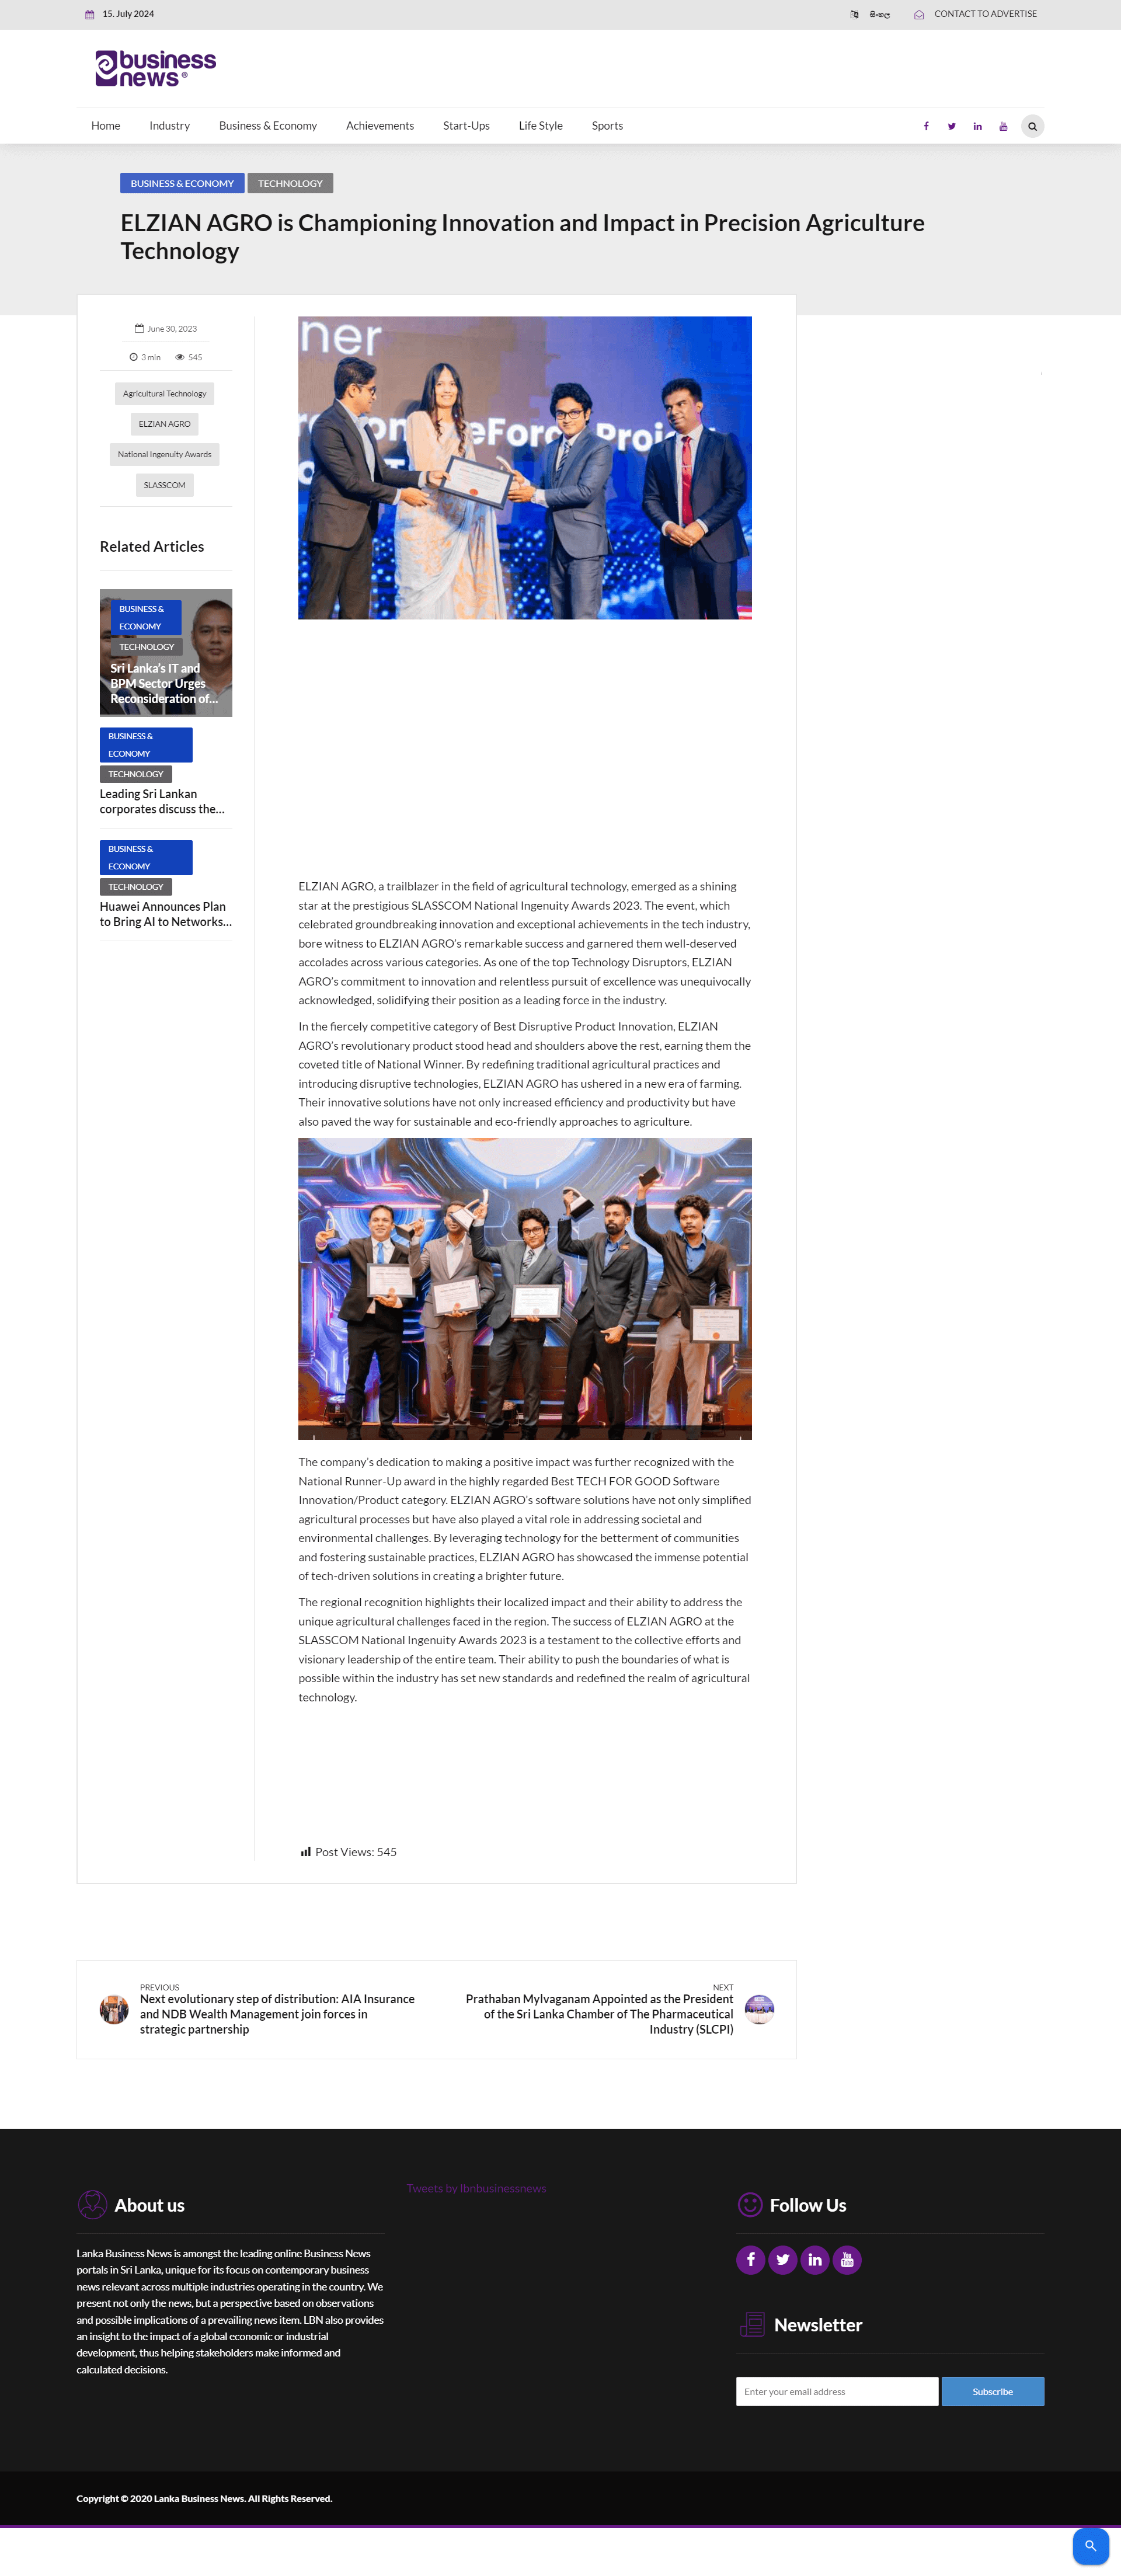 15. July 2024
සිංහල
CONTACT TO ADVERTISE
business
news®
Home
Industry
Business & Economy
Achievements
Start-Ups
Life Style
Sports
BUSINESS & ECONOMY
TECHNOLOGY
ELZIAN AGRO is Championing Innovation and Impact in Precision Agriculture
Technology
June 30, 2023
3 min
545
Agricultural Technology
ELZIAN AGRO
National Ingenuity Awards
SLASSCOM
Related Articles
BUSINESS &
ECONOMY
TECHNOLOGY
Sri Lanka's IT and
BPM Sector Urges
Reconsideration of...
BUSINESS &
ECONOMY
TECHNOLOGY
Leading Sri Lankan
corporates discuss the...
BUSINESS &
ECONOMY
TECHNOLOGY
Huawei Announces Plan
to Bring AI to Networks...
ELZIAN AGRO, a trailblazer in the field of agricultural technology, emerged as a shining
star at the prestigious SLASSCOM National Ingenuity Awards 2023. The event, which
celebrated groundbreaking innovation and exceptional achievements in the tech industry,
bore witness to ELZIAN AGRO's remarkable success and garnered them well-deserved
accolades across various categories. As one of the top Technology Disruptors, ELZIAN
AGRO's commitment to innovation and relentless pursuit of excellence was unequivocally
acknowledged, solidifying their position as a leading force in the industry.
In the fiercely competitive category of Best Disruptive Product Innovation, ELZIAN
AGRO's revolutionary product stood head and shoulders above the rest, earning them the
coveted title of National Winner. By redefining traditional agricultural practices and
introducing disruptive technologies, ELZIAN AGRO has ushered in a new era of farming.
Their innovative solutions have not only increased efficiency and productivity but have
also paved the way for sustainable and eco-friendly approaches to agriculture.
The company's dedication to making a positive impact was further recognized with the
National Runner-Up award in the highly regarded Best TECH FOR GOOD Software
Innovation/Product category. ELZIAN AGRO's software solutions have not only simplified
agricultural processes but have also played a vital role in addressing societal and
environmental challenges. By leveraging technology for the betterment of communities
and fostering sustainable practices, ELZIAN AGRO has showcased the immense potential
of tech-driven solutions in creating a brighter future.
The regional recognition highlights their localized impact and their ability to address the
unique agricultural challenges faced in the region. The success of ELZIAN AGRO at the
SLASSCOM National Ingenuity Awards 2023 is a testament to the collective efforts and
visionary leadership of the entire team. Their ability to push the boundaries of what is
possible within the industry has set new standards and redefined the realm of agricultural
technology.
Post Views: 545
PREVIOUS
Next evolutionary step of distribution: AIA Insurance
and NDB Wealth Management join forces in
strategic partnership
NEXT
Prathaban Mylvaganam Appointed as the President
of the Sri Lanka Chamber of The Pharmaceutical
Industry (SLCPI)
About us
Lanka Business News is amongst the leading online Business News
portals in Sri Lanka, unique for its focus on contemporary business
news relevant across multiple industries operating in the country. We
present not only the news, but a perspective based on observations
and possible implications of a prevailing news item. LBN also provides
an insight to the impact of a global economic or industrial
development, thus helping stakeholders make informed and
calculated decisions.
Tweets by lbnbusinessnews
Follow Us
Newsletter
Enter your email address
Subscribe
Copyright © 2020 Lanka Business News. All Rights Reserved.